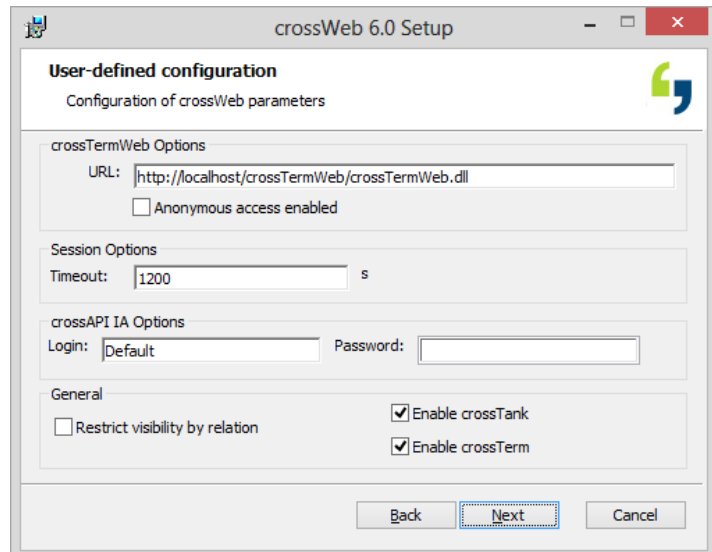 crossWeb 6.0 Setup
User-defined configuration
Configuration of crossWeb parameters
crossTermWeb Options
URL: http://localhost/crossTermWeb/crossTermWeb.dll
Anonymous access enabled
Session Options
Timeout: 1200 s
crossAPI IA Options
Login: Default Password:
General
Restrict visibility by relation
Enable crossTank
Enable crossTerm
Back Next Cancel